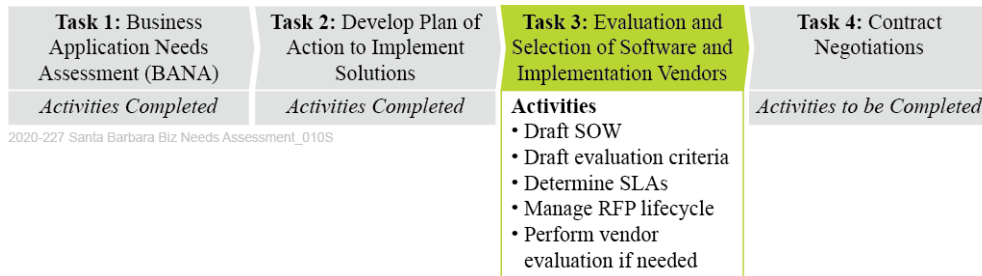 Task 1: Business
Application Needs
Assessment (BANA)
Activities Completed
Task 2: Develop Plan of
Action to Implement
Solutions
Activities Completed
Task 3: Evaluation and
Selection of Software and
Implementation Vendors
Activities
• Draft SOW
• Draft evaluation criteria
• Determine SLAs
• Manage RFP lifecycle
• Perform vendor
evaluation if needed
Task 4: Contract
Negotiations
Activities to be Completed
2020-227 Santa Barbara Biz Needs Assessment_010S